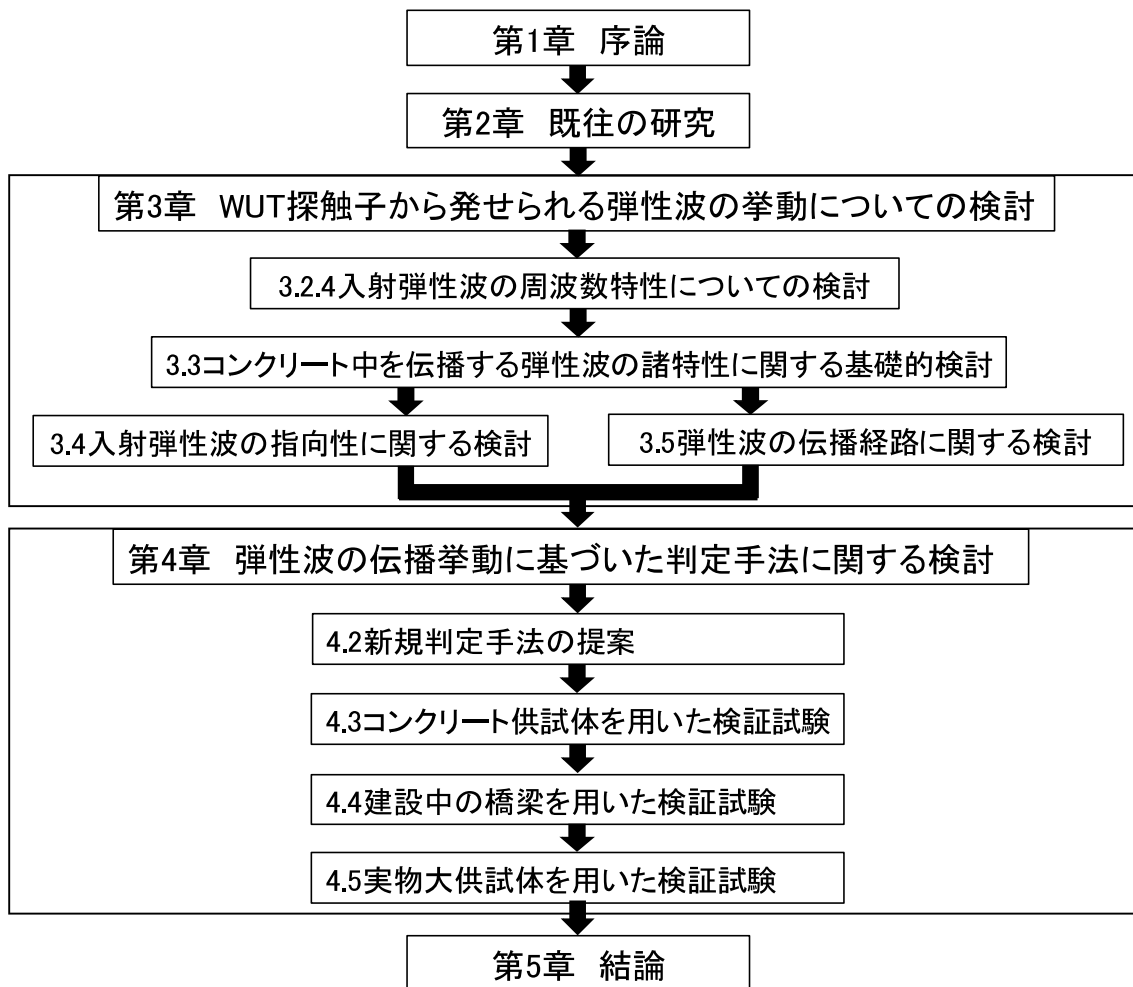 第1章 序論
第2章 既往の研究
第3章 WUT探触子から発せられる弾性波の挙動についての検討
3.2.4入射弾性波の周波数特性についての検討
3.3コンクリート中を伝播する弾性波の諸特性に関する基礎的検討
3.4入射弾性波の指向性に関する検討
3.5弾性波の伝播経路に関する検討
第4章 弾性波の伝播挙動に基づいた判定手法に関する検討
4.2新規判定手法の提案
4.3コンクリート供試体を用いた検証試験
4.4建設中の橋梁を用いた検証試験
4.5実物大供試体を用いた検証試験
第5章 結論